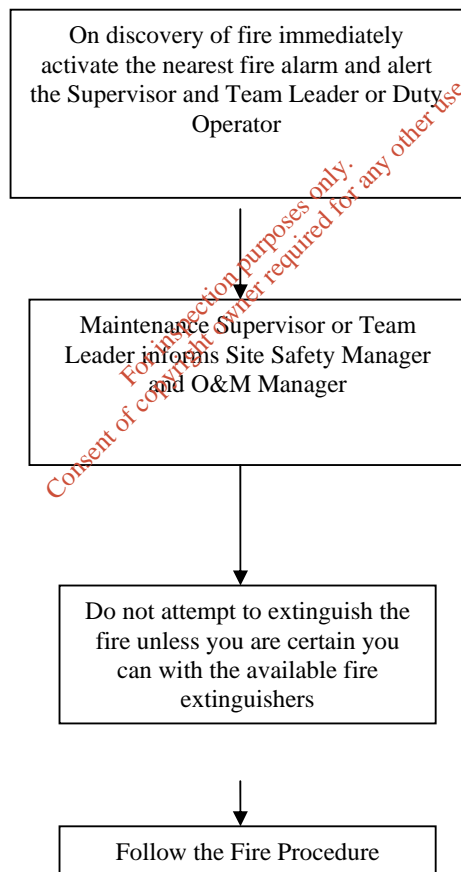 On discovery of fire immediately
activate the nearest fire alarm and alert
the Supervisor and Team Leader or Duty
Operator
For inspection purposes only.
Consent of copyright owner required for any other use.
Maintenance Supervisor or Team
Leader informs Site Safety Manager
and O&M Manager
Do not attempt to extinguish the
fire unless you are certain you
can with the available fire
extinguishers
Follow the Fire Procedure